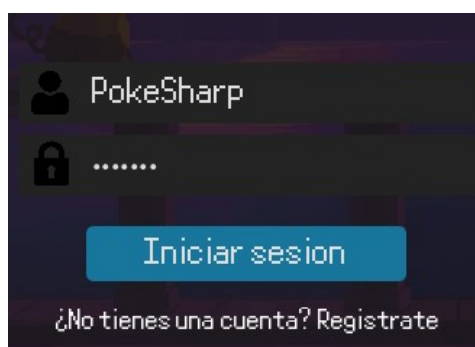 PokeSharp
•••••••
Iniciar sesion
¿No tienes una cuenta? Registrate